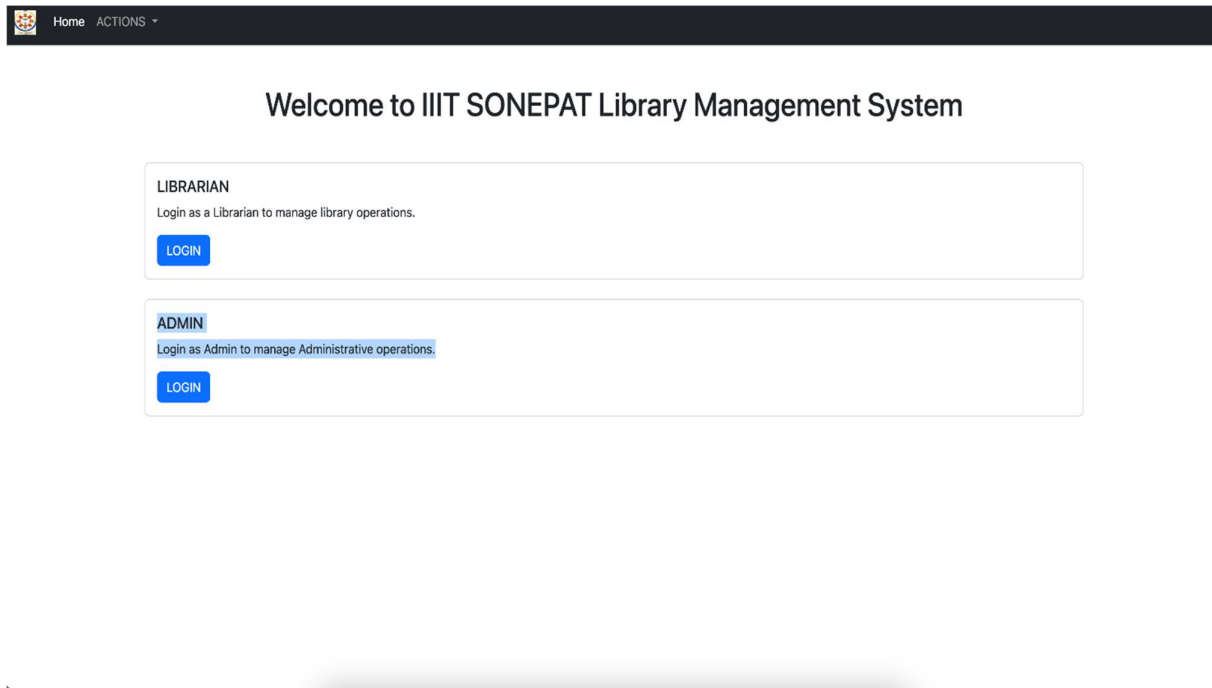 Home ACTIONS
Welcome to IIIT SONEPAT Library Management System
LIBRARIAN
Login as a Librarian to manage library operations.
LOGIN
ADMIN
Login as Admin to manage Administrative operations.
LOGIN